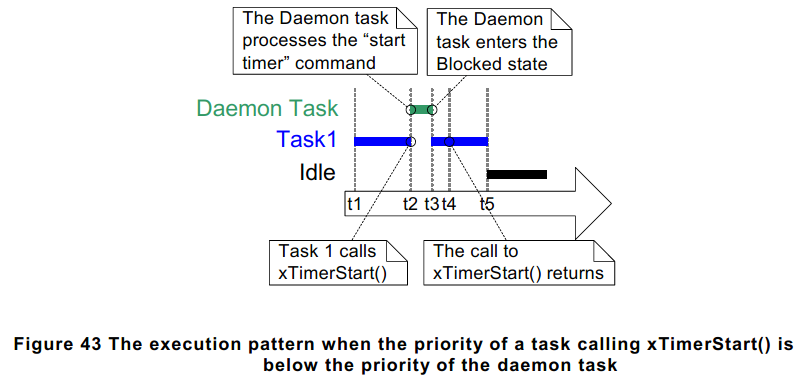 The Daemon task
processes the “start
timer” command
The Daemon
task enters the
Blocked state
Daemon Task
Task1
Idle
t1 t2 t3 t4 t5
Task 1 calls
xTimerStart()
The call to
xTimerStart() returns
Figure 43 The execution pattern when the priority of a task calling xTimerStart() is
below the priority of the daemon task